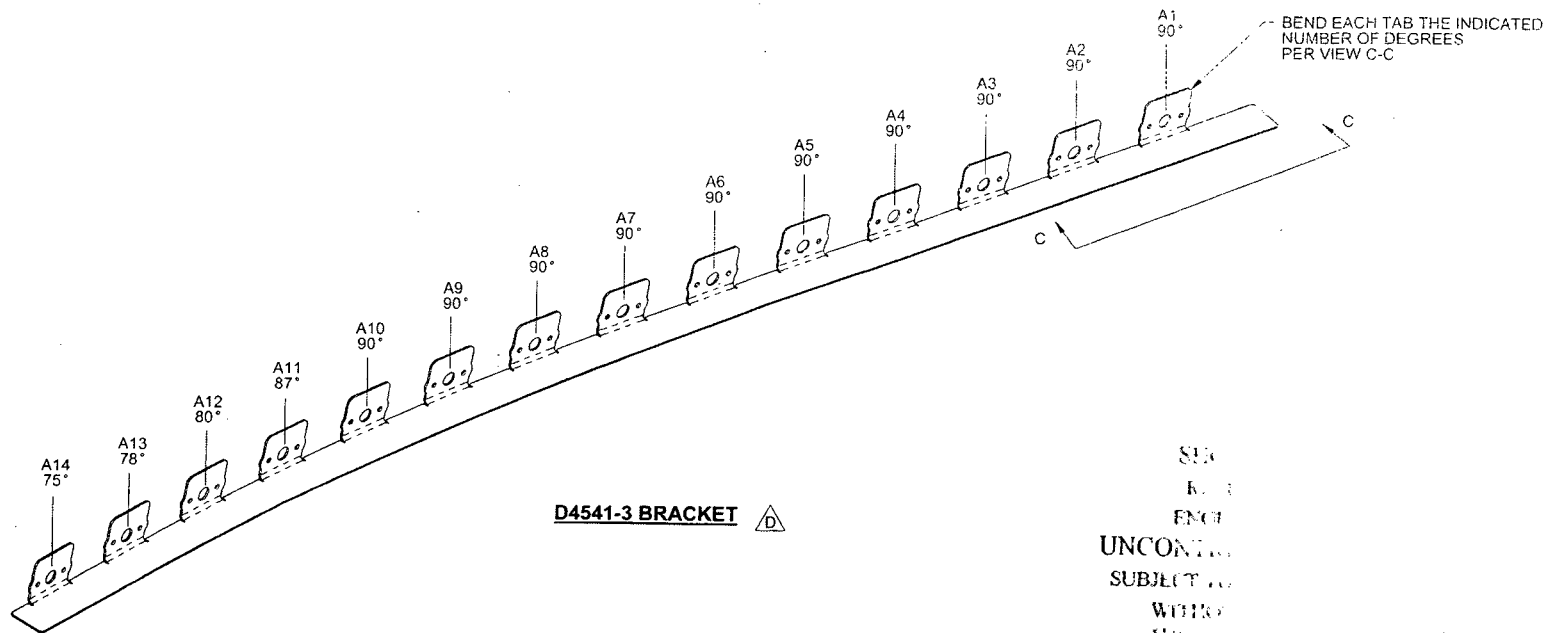 A1
90°
BEND EACH TAB THE INDICATED
NUMBER OF DEGREES
PER VIEW C-C
A2
90°
A3
90°
A4
90°
A5
90°
A6
90°
A7
90°
A8
90°
A9
90°
A10
90°
A11
87°
A12
80°
A13
78°
A14
75°
C
C
D4541-3 BRACKET D
SUBJECT